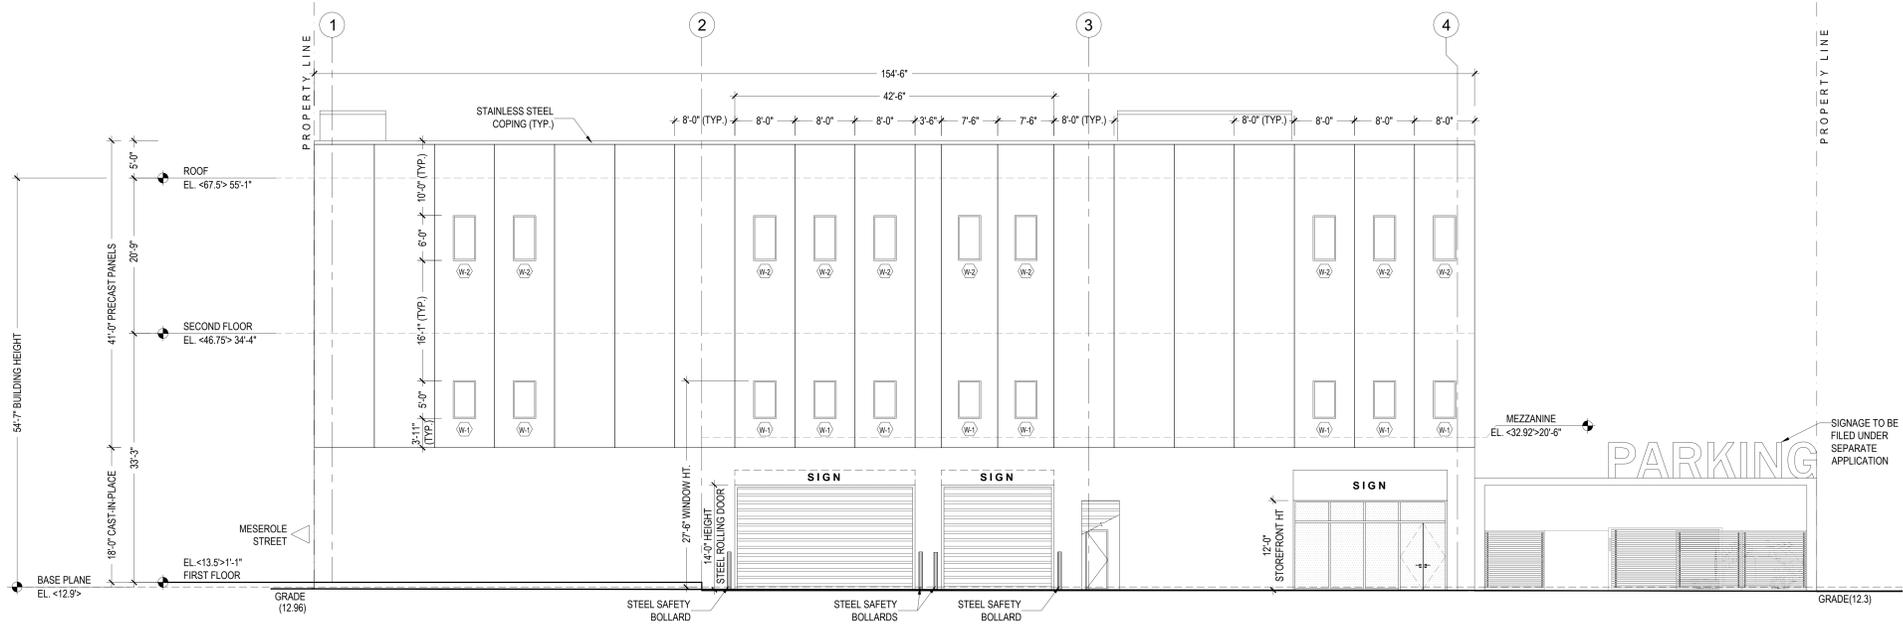 1
2
3
4
PROPERTY LINE
PROPERTY LINE
154'-6"
42'-6"
STAINLESS STEEL
COPING (TYP.)
8'-0" (TYP.)
8'-0"
8'-0"
8'-0"
3'-6"
7'-6"
7'-6"
8'-0" (TYP.)
8'-0" (TYP.)
8'-0"
8'-0"
8'-0"
5'-0"
ROOF
EL. <67.5'> 55'-1"
10'-0" (TYP.)
6'-0"
W-2
W-2
W-2
W-2
W-2
W-2
W-2
W-2
W-2
W-2
41'-0" PRECAST PANELS
20'-9"
16'-1" (TYP.)
SECOND FLOOR
EL. <46.75'> 34'-4"
54'-7" BUILDING HEIGHT
5'-0"
3'-11"
(TYP.)
W-1
W-1
W-1
W-1
W-1
W-1
W-1
W-1
W-1
W-1
MEZZANINE
EL. <32.92'>20'-6"
SIGNAGE TO BE
FILED UNDER
SEPARATE
APPLICATION
PARKING
33'-3"
18'-0" CAST-IN-PLACE
27'-6" WINDOW HT.
14'-0" HEIGHT
STEEL ROLLING DOOR
SIGN
SIGN
SIGN
12'-0"
STOREFRONT HT
MESEROLE
STREET
EL.<13.5'>1'-1"
FIRST FLOOR
BASE PLANE
EL. <12.9'>
GRADE
(12.96)
STEEL SAFETY
BOLLARD
STEEL SAFETY
BOLLARDS
STEEL SAFETY
BOLLARD
GRADE(12.3)